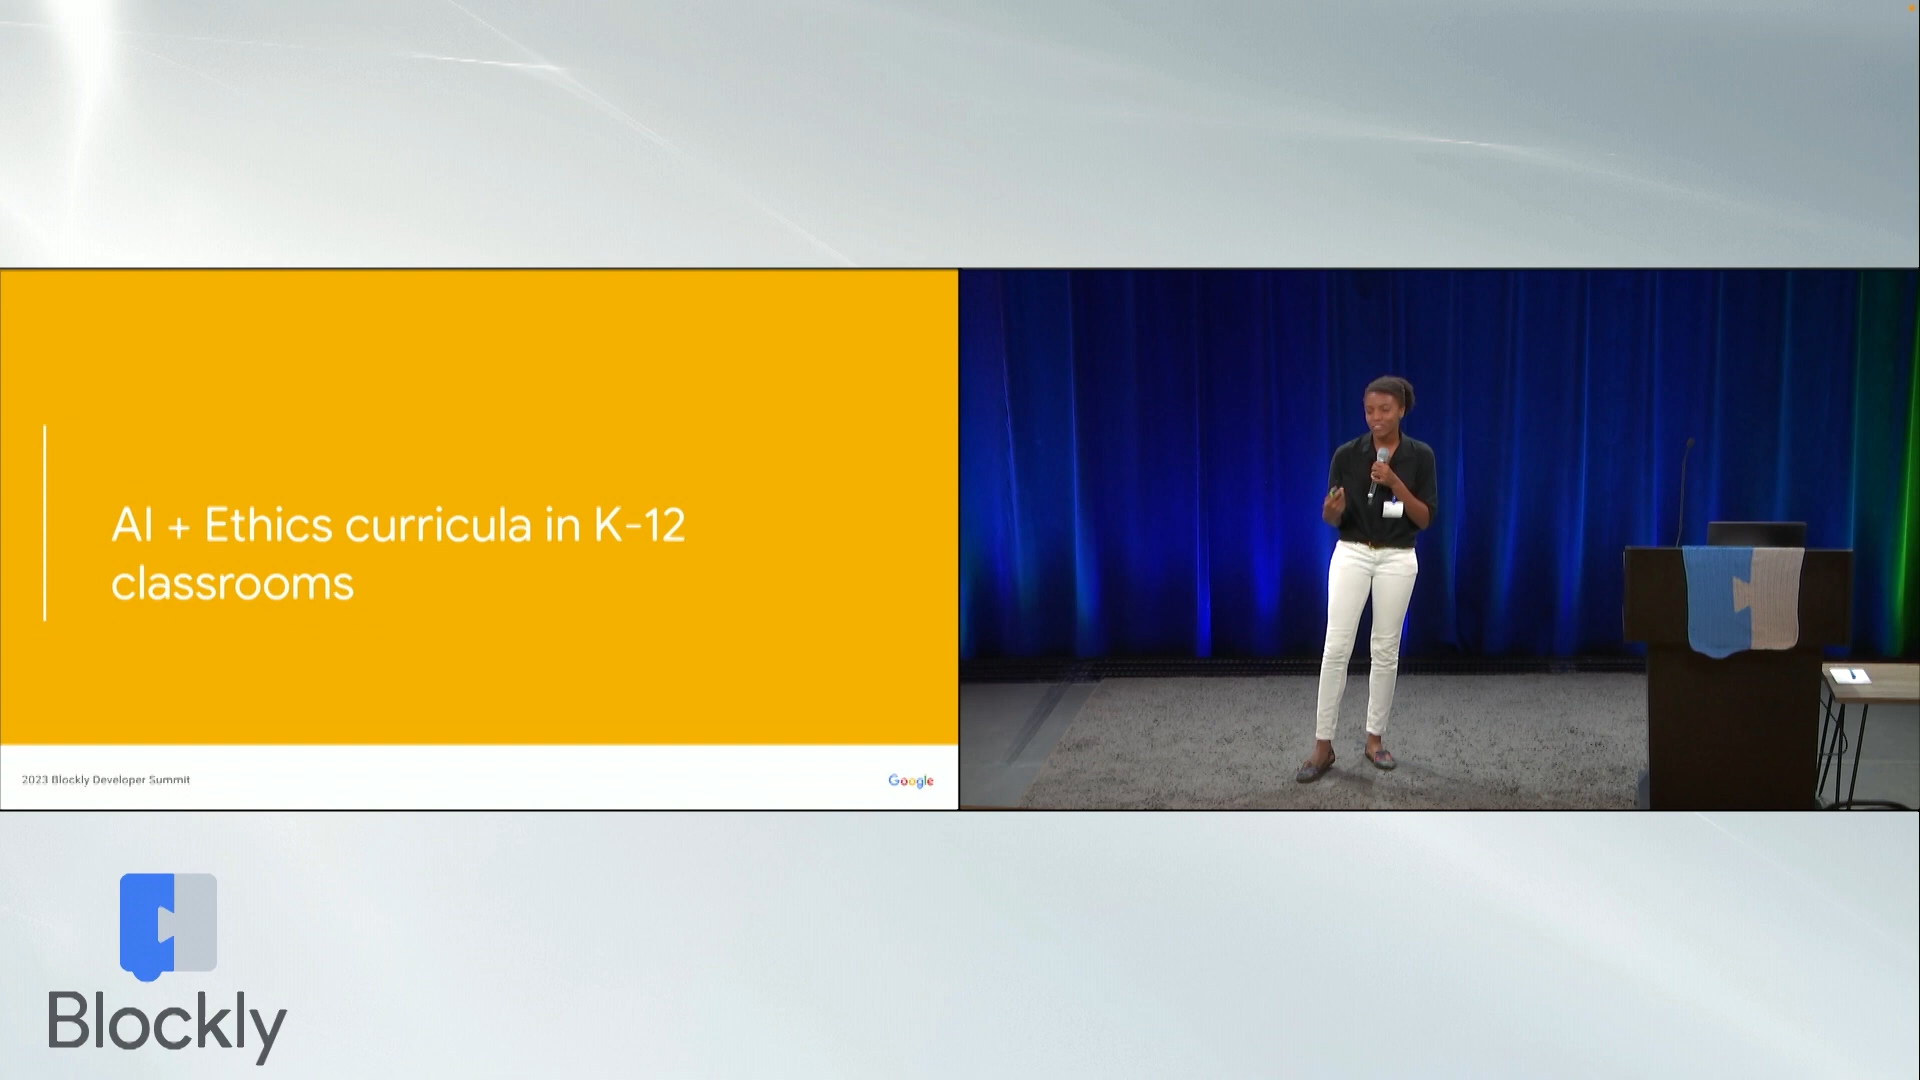 AI + Ethics curricula in K-12
classrooms
2023 Blockly Developer Summit
Google
Blockly